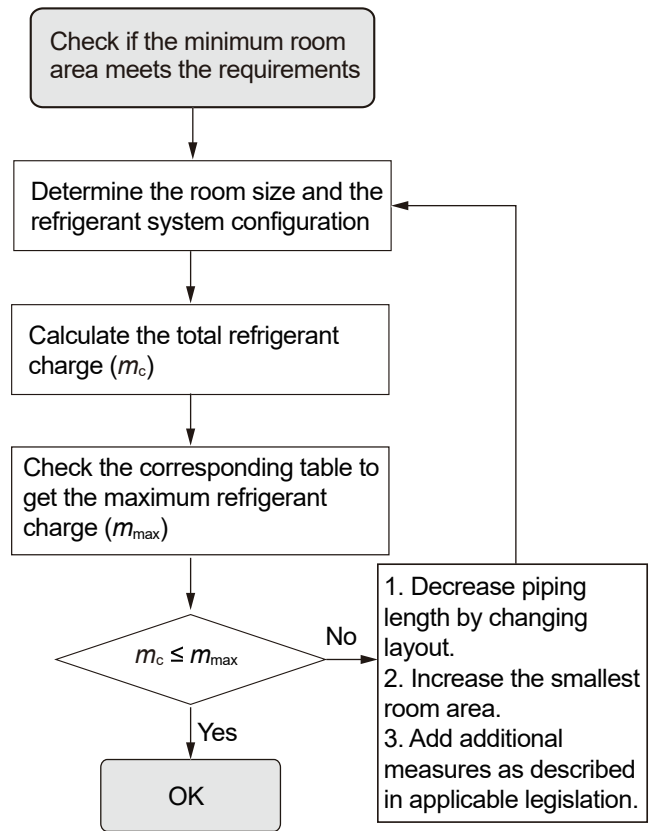 Check if the minimum room
area meets the requirements
Determine the room size and the
refrigerant system configuration
Calculate the total refrigerant
charge (mc)
Check the corresponding table to
get the maximum refrigerant
charge (mmax)
mc ≤ mmax
No
Yes
OK
1. Decrease piping
length by changing
layout.
2. Increase the smallest
room area.
3. Add additional
measures as described
in applicable legislation.